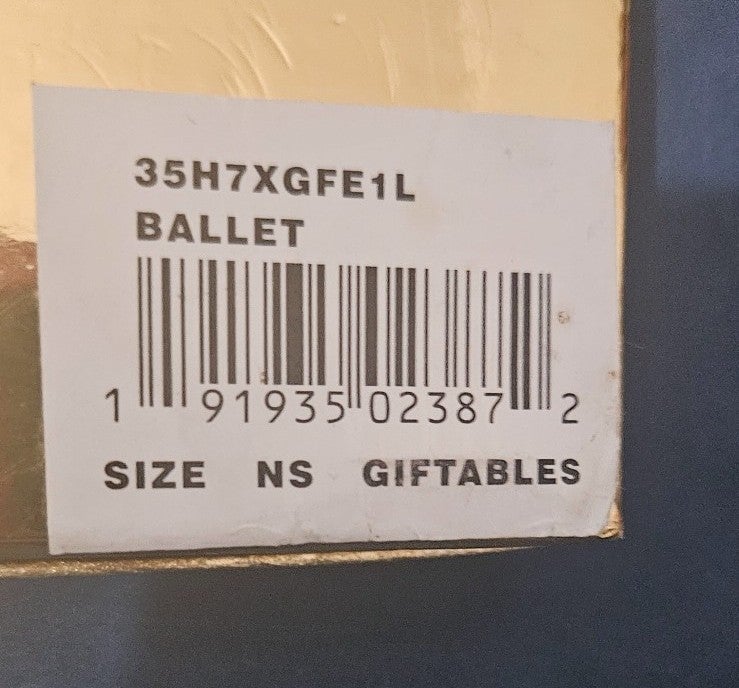 35H7XGFE1L
BALLET
1 91935 02387 2
SIZE NS GIFTABLES